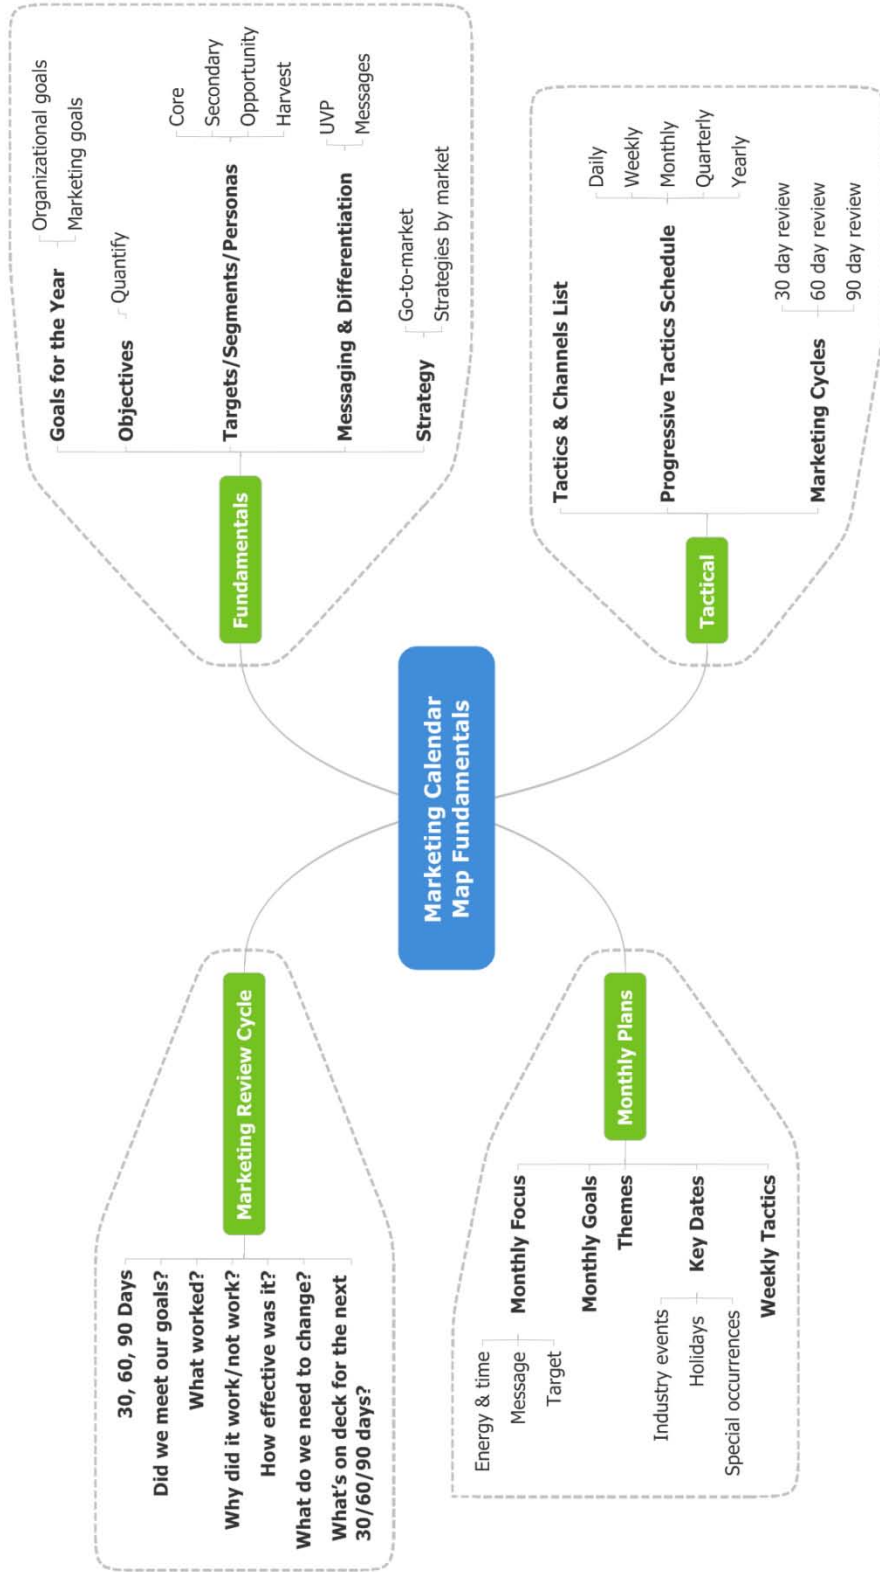 Marketing Calendar
Map Fundamentals
Fundamentals
Goals for the Year
Organizational goals
Marketing goals
Objectives
Quantify
Targets/Segments/Personas
Core
Secondary
Opportunity
Harvest
Messaging & Differentiation
UVP
Messages
Strategy
Go-to-market
Strategies by market
Tactical
Tactics & Channels List
Progressive Tactics Schedule
Daily
Weekly
Monthly
Quarterly
Yearly
Marketing Cycles
30 day review
60 day review
90 day review
Marketing Review Cycle
30, 60, 90 Days
Did we meet our goals?
What worked?
Why did it work/not work?
How effective was it?
What do we need to change?
What's on deck for the next
30/60/90 days?
Monthly Plans
Monthly Focus
Energy & time
Message
Target
Monthly Goals
Themes
Key Dates
Industry events
Holidays
Special occurrences
Weekly Tactics